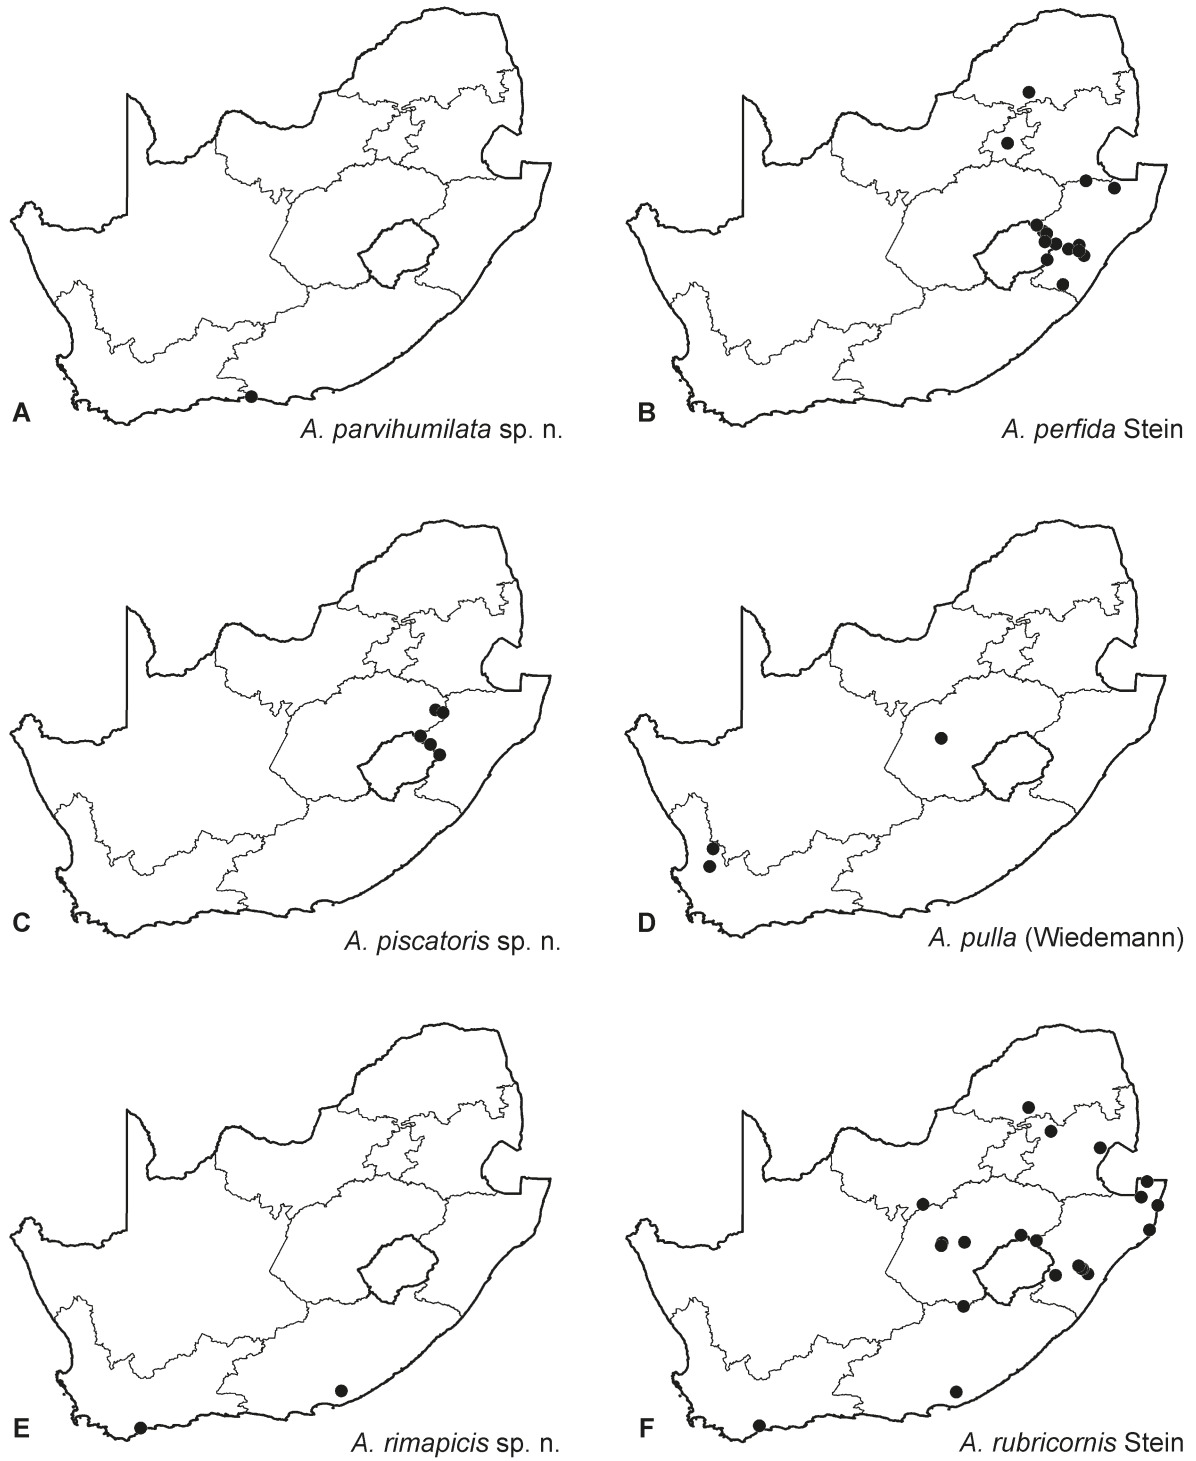 A
A. parvihumilata sp. n.
B
A. perfida Stein
C
A. piscatoris sp. n.
D
A. pulla (Wiedemann)
E
A. rimapicis sp. n.
F
A. rubricornis Stein